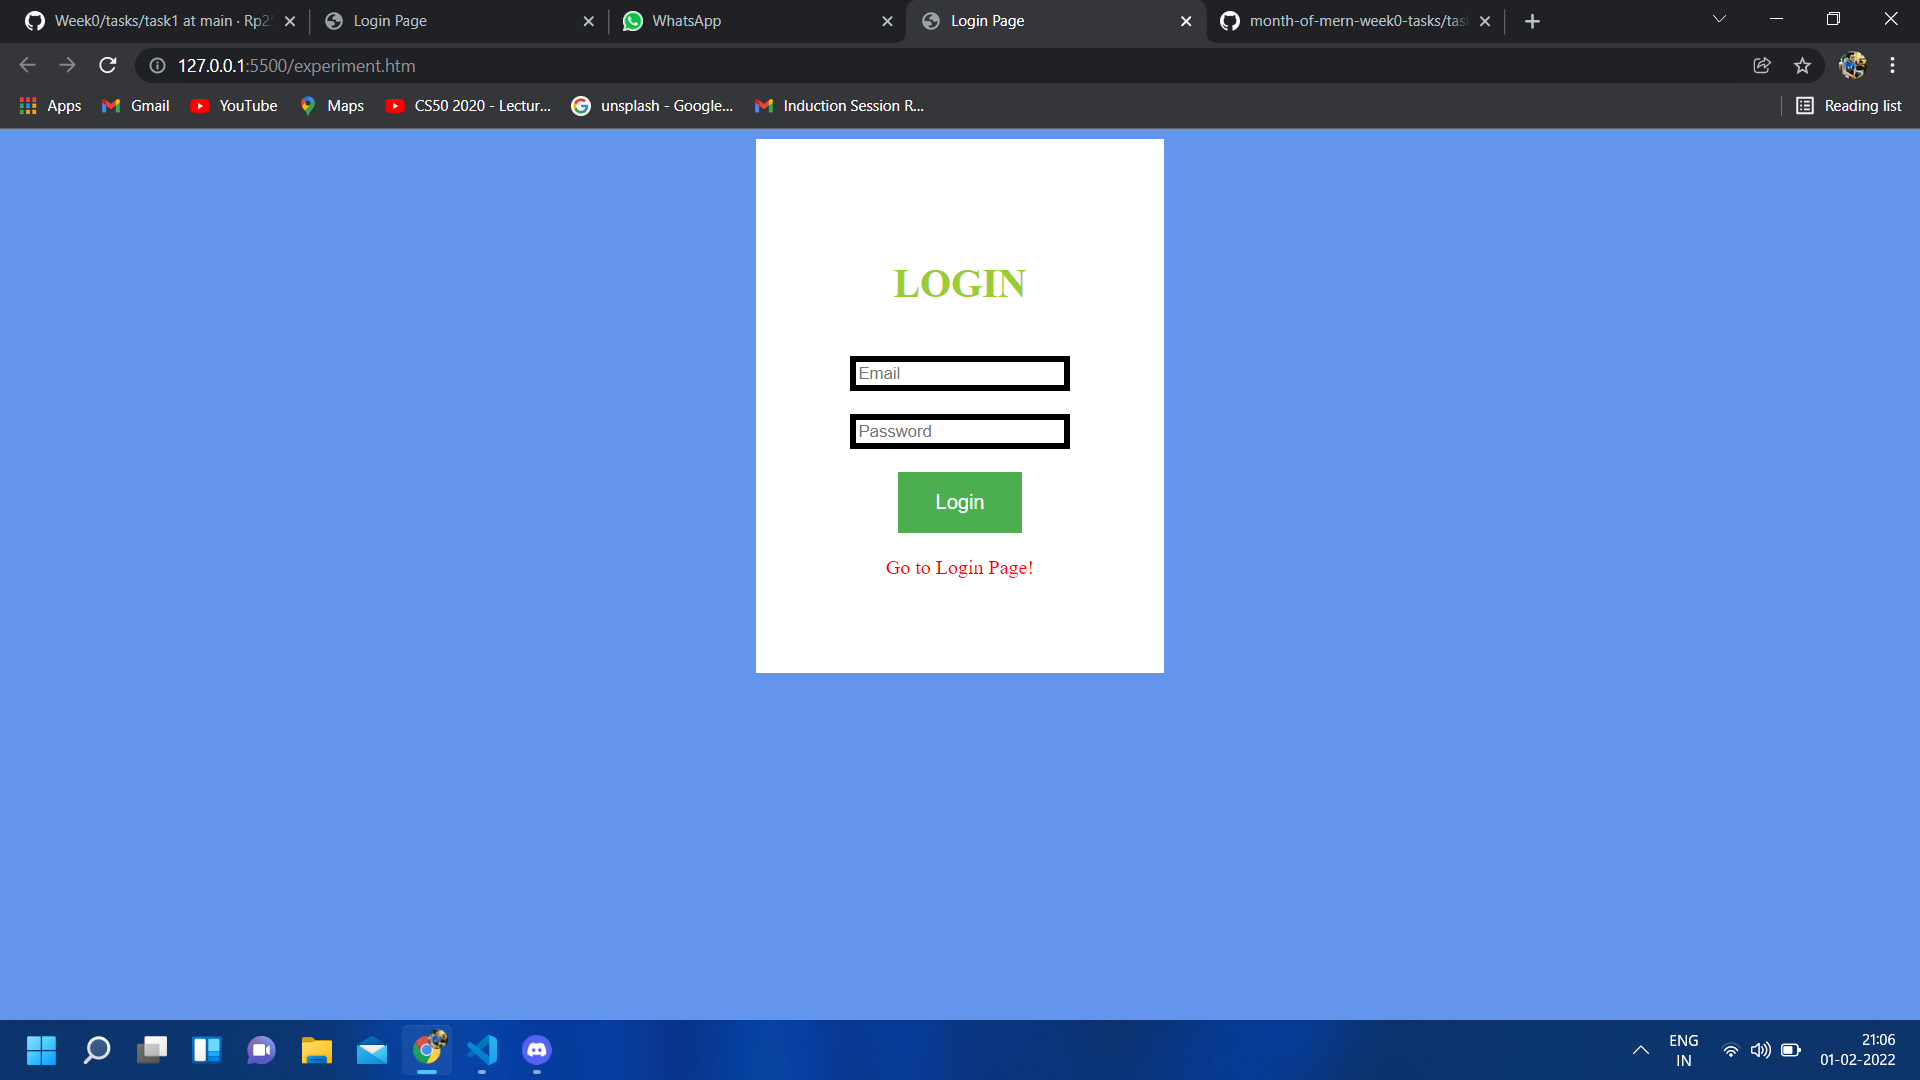 Week0/tasks/task1 at main · Rp2
Login Page
WhatsApp
Login Page
month-of-mern-week0-tasks/tas
127.0.0.1:5500/experiment.htm
Apps
Gmail
YouTube
Maps
CS50 2020 - Lectur...
unsplash - Google...
Induction Session R...
Reading list
LOGIN
Email
Password
Login
Go to Login Page!
ENG
IN
21:06
01-02-2022